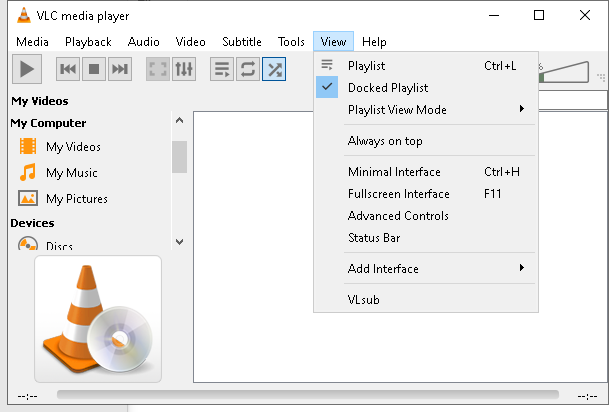 VLC media player
Media Playback Audio Video Subtitle Tools View Help
Playlist Ctrl+L
Docked Playlist
Playlist View Mode
Always on top
Minimal Interface Ctrl+H
Fullscreen Interface F11
Advanced Controls
Status Bar
Add Interface
VLsub
%
My Videos
My Computer
My Videos
My Music
My Pictures
Devices
Discs
--:-- --:--